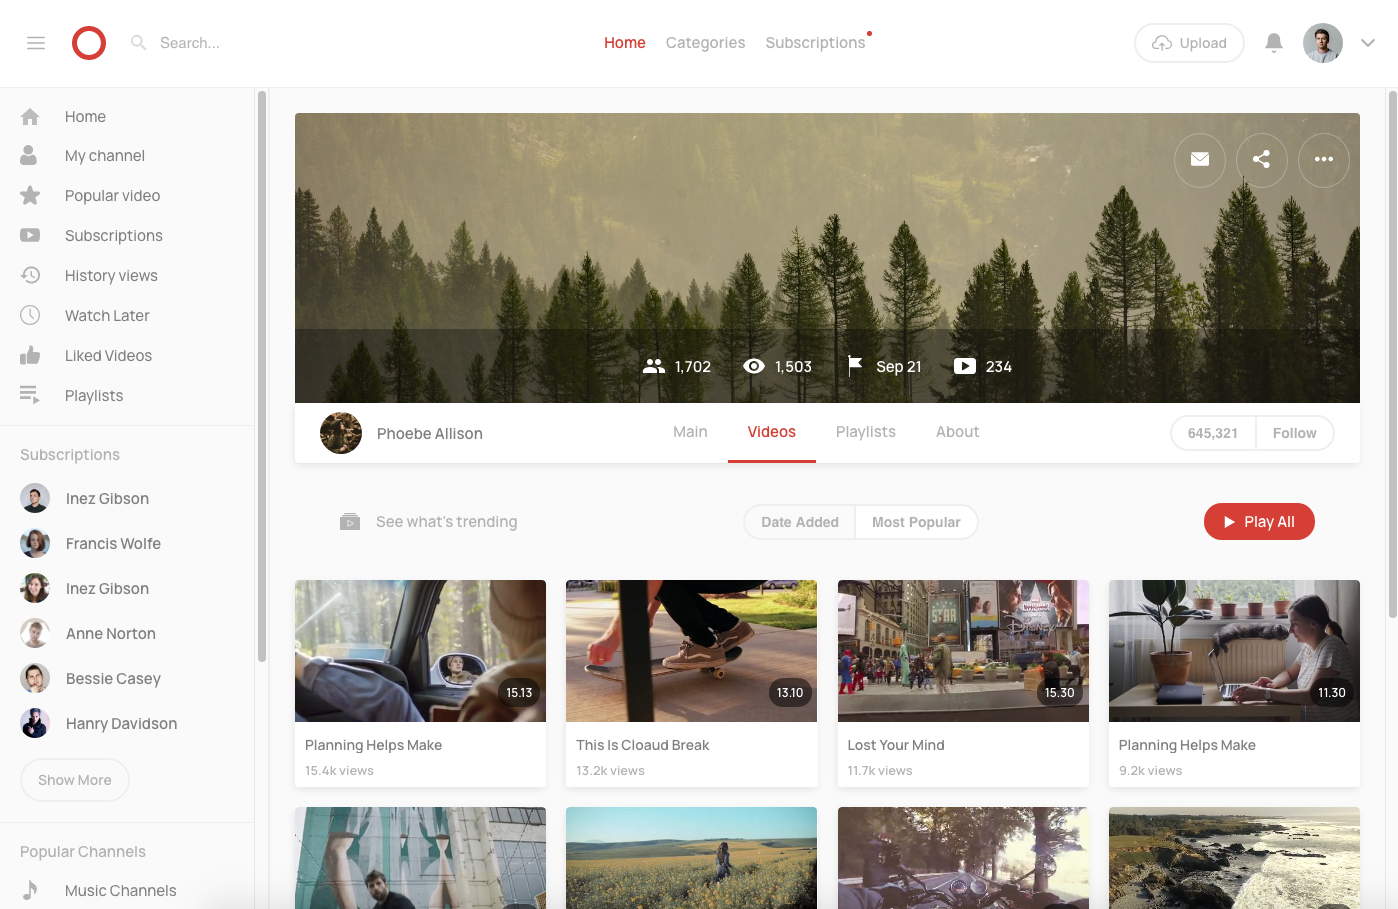 Search...
Home
Categories
Subscriptions
Upload
Home
My channel
Popular video
Subscriptions
History views
Watch Later
Liked Videos
Playlists
Subscriptions
Inez Gibson
Francis Wolfe
Inez Gibson
Anne Norton
Bessie Casey
Hanry Davidson
Show More
Popular Channels
Music Channels
1,702
1,503
Sep 21
234
Phoebe Allison
Main
Videos
Playlists
About
645,321
Follow
See what's trending
Date Added
Most Popular
Play All
15.13
Planning Helps Make
15.4k views
13.10
This Is Cloaud Break
13.2k views
DISNEY
15.30
Lost Your Mind
11.7k views
11.30
Planning Helps Make
9.2k views